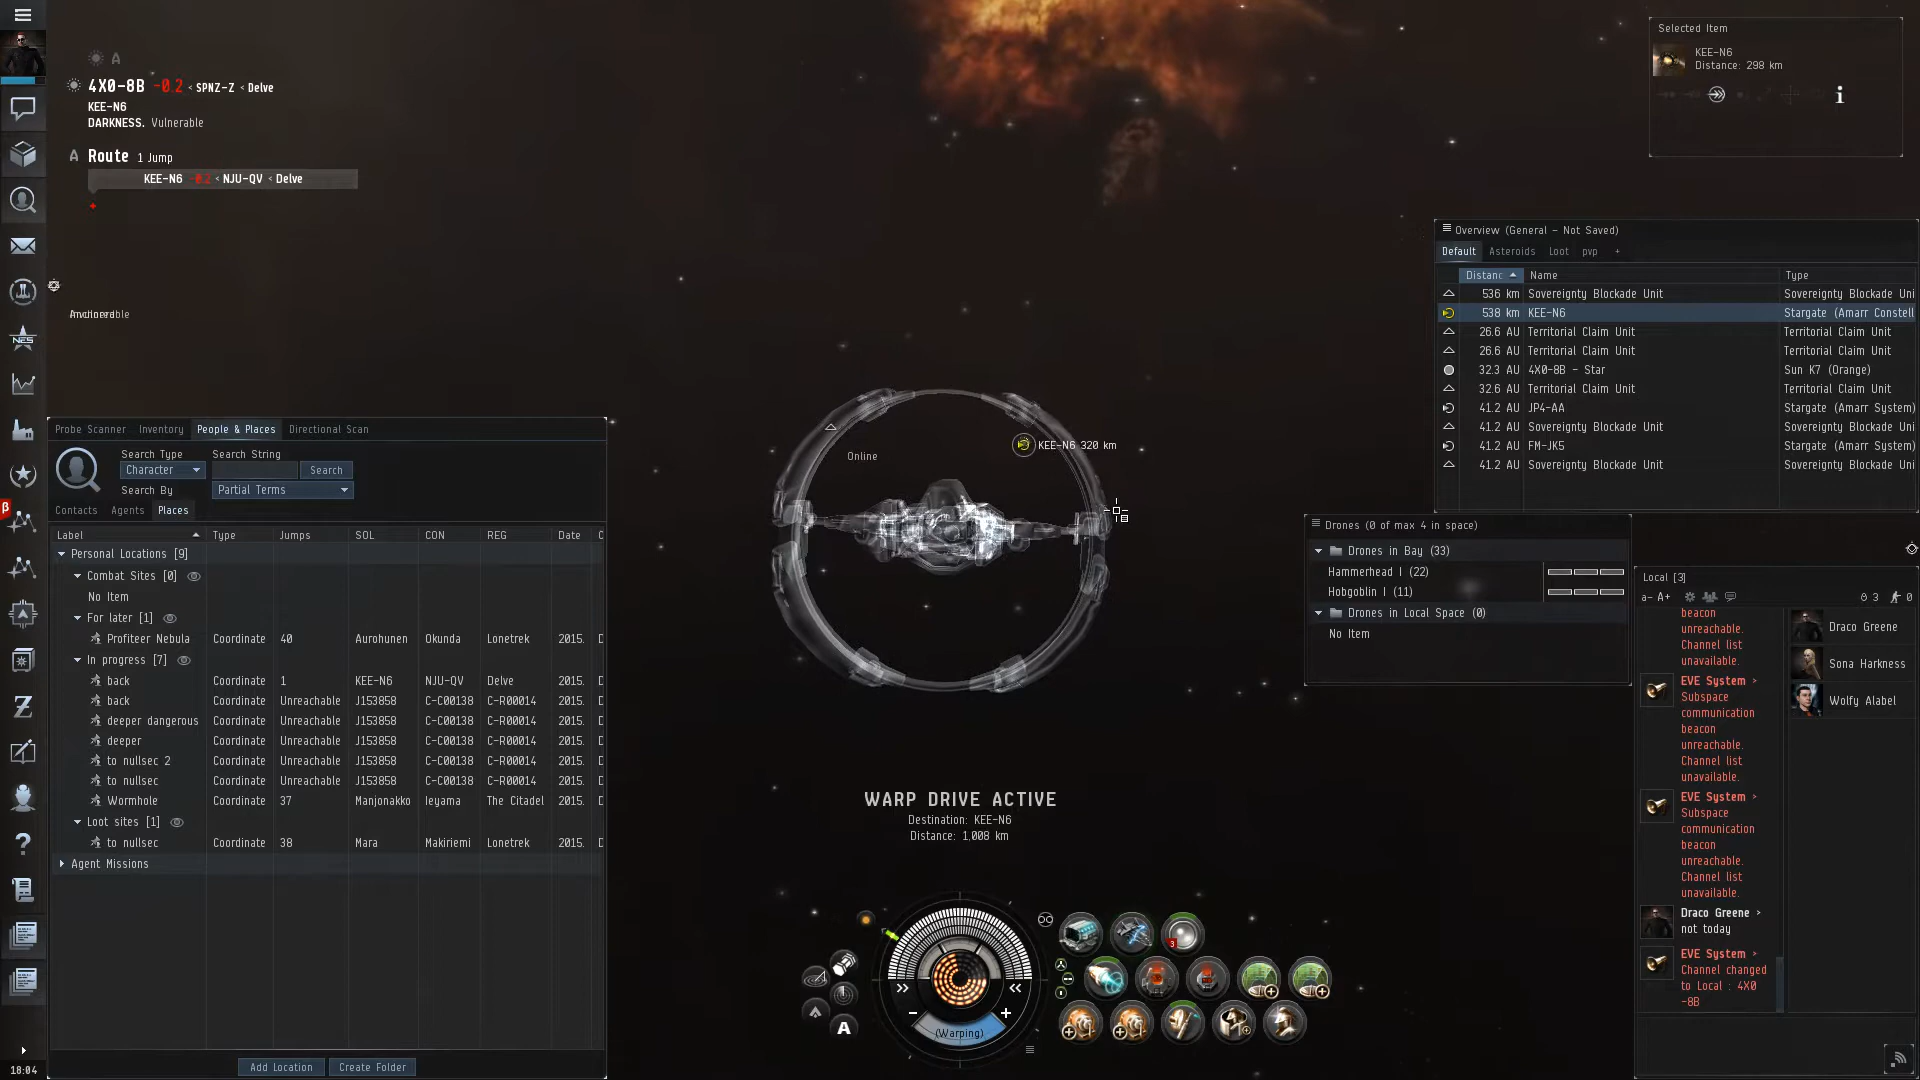 A
4X0-8B -0.2 < SPNZ-Z < Delve
KEE-N6
DARKNESS. Vulnerable
A Route 1 Jump
KEE-N6 -0.2 < NJU-QV < Delve
Selected Item
KEE-N6
Distance: 298 km
Overview (General - Not Saved)
Default Asteroids Loot pvp +
Distanc Name Type
536 km Sovereignty Blockade Unit Sovereignty Blockade Uni
538 km KEE-N6 Stargate (Amarr Constell
26.6 AU Territorial Claim Unit Territorial Claim Unit
26.6 AU Territorial Claim Unit Territorial Claim Unit
32.3 AU 4X0-8B - Star Sun K7 (Orange)
32.6 AU Territorial Claim Unit Territorial Claim Unit
41.2 AU JP4-AA Stargate (Amarr System)
41.2 AU Sovereignty Blockade Unit Sovereignty Blockade Uni
41.2 AU FM-JK5 Stargate (Amarr System)
41.2 AU Sovereignty Blockade Unit Sovereignty Blockade Uni
NES
β
Z
?
18:04
Probe Scanner Inventory People & Places Directional Scan
Search Type Search String
Character Search
Search By Partial Terms
Contacts Agents Places
Label Type Jumps SOL CON REG Date C
Personal Locations [9]
Combat Sites [0]
No Item
For later [1]
Profiteer Nebula Coordinate 40 Aurohunen Okunda Lonetrek 2015. D
In progress [7]
back Coordinate 1 KEE-N6 NJU-QV Delve 2015. D
back Coordinate Unreachable J153858 C-C00138 C-R00014 2015. D
deeper dangerous Coordinate Unreachable J153858 C-C00138 C-R00014 2015. D
deeper Coordinate Unreachable J153858 C-C00138 C-R00014 2015. D
to nullsec 2 Coordinate Unreachable J153858 C-C00138 C-R00014 2015. D
to nullsec Coordinate Unreachable J153858 C-C00138 C-R00014 2015. D
Wormhole Coordinate 37 Manjonakko Ieyama The Citadel 2015. D
Loot sites [1]
to nullsec Coordinate 38 Mara Makiriemi Lonetrek 2015. D
Agent Missions
Add Location Create Folder
KEE-N6 320 km
Online
WARP DRIVE ACTIVE
Destination: KEE-N6
Distance: 1,008 km
3
A
(Warping)
Drones (0 of max 4 in space)
Drones in Bay (33)
Hammerhead I (22)
Hobgoblin I (11)
Drones in Local Space (0)
No Item
Local [3]
a- A+ 3 0
beacon
unreachable.
Channel list
unavailable.
EVE System >
Subspace
communication
beacon
unreachable.
Channel list
unavailable.
EVE System >
Subspace
communication
beacon
unreachable.
Channel list
unavailable.
Draco Greene >
not today
EVE System >
Channel changed
to Local : 4X0
-8B
Draco Greene
Sona Harkness
Wolfy Alabel